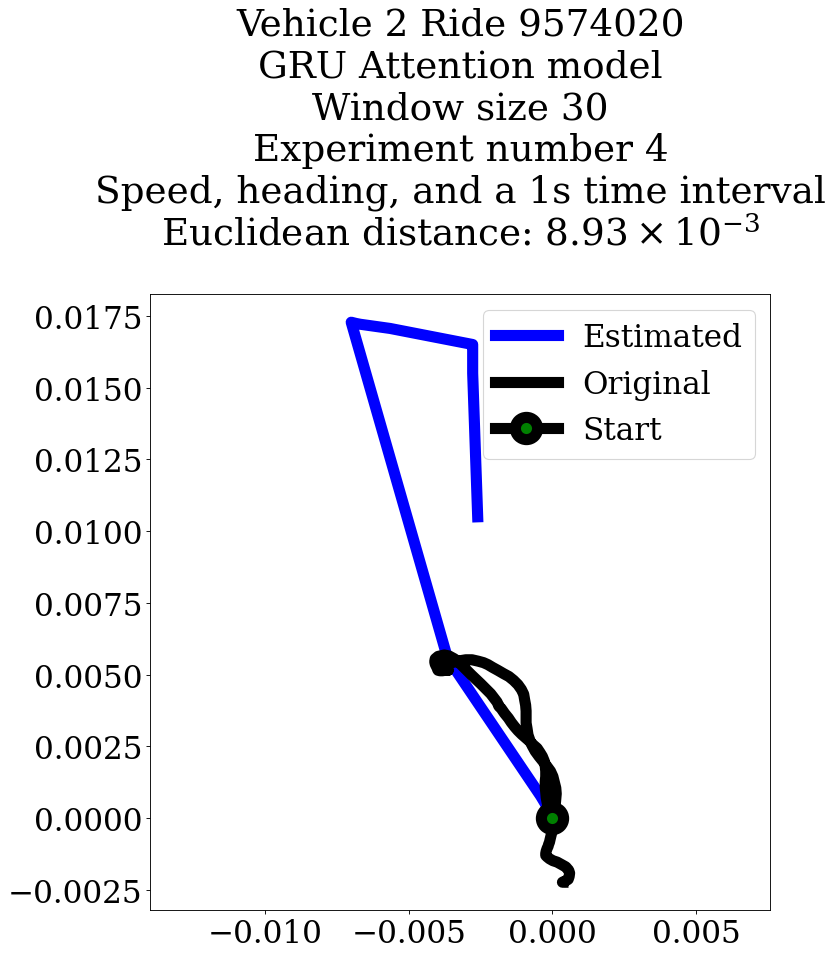 Vehicle 2 Ride 9574020
GRU Attention model
Window size 30
Experiment number 4
Speed, heading, and a 1s time interval
Euclidean distance: 8.93 × 10⁻³
0.0175
0.0150
0.0125
0.0100
0.0075
0.0050
0.0025
0.0000
−0.0025
Estimated
Original
Start
−0.010
−0.005
0.000
0.005